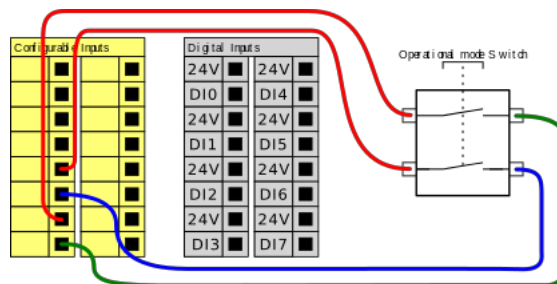 Configurable Inputs
Digital Inputs
Operational mode Switch
24V 24V
DI0 DI4
24V 24V
DI1 DI5
24V 24V
DI2 DI6
24V 24V
DI3 DI7